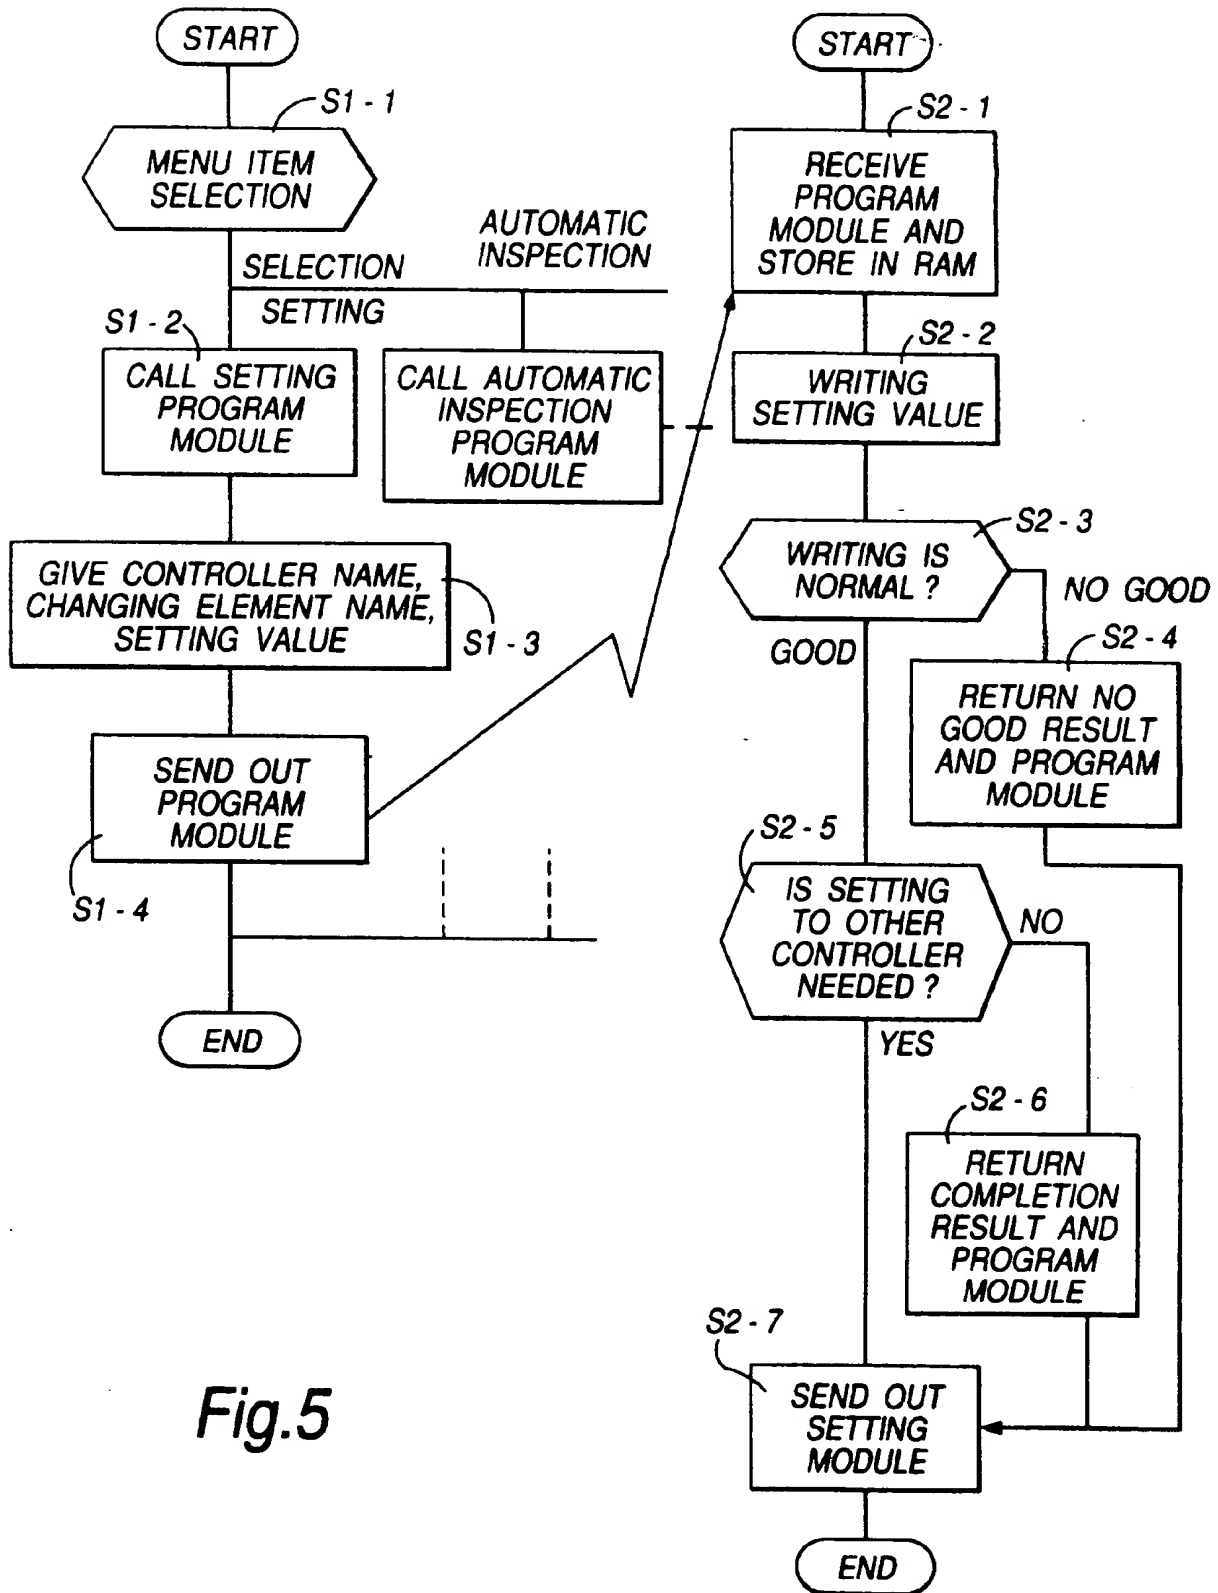 START
S1 - 1
MENU ITEM
SELECTION
AUTOMATIC
INSPECTION
SELECTION
SETTING
S1 - 2
CALL SETTING
PROGRAM
MODULE
CALL AUTOMATIC
INSPECTION
PROGRAM
MODULE
GIVE CONTROLLER NAME,
CHANGING ELEMENT NAME,
SETTING VALUE
S1 - 3
SEND OUT
PROGRAM
MODULE
S1 - 4
END
START
S2 - 1
RECEIVE
PROGRAM
MODULE AND
STORE IN RAM
S2 - 2
WRITING
SETTING VALUE
S2 - 3
WRITING IS
NORMAL ?
NO GOOD
GOOD
S2 - 4
RETURN NO
GOOD RESULT
AND PROGRAM
MODULE
S2 - 5
IS SETTING
TO OTHER
CONTROLLER
NEEDED ?
NO
YES
S2 - 6
RETURN
COMPLETION
RESULT AND
PROGRAM
MODULE
S2 - 7
SEND OUT
SETTING
MODULE
END
Fig.5